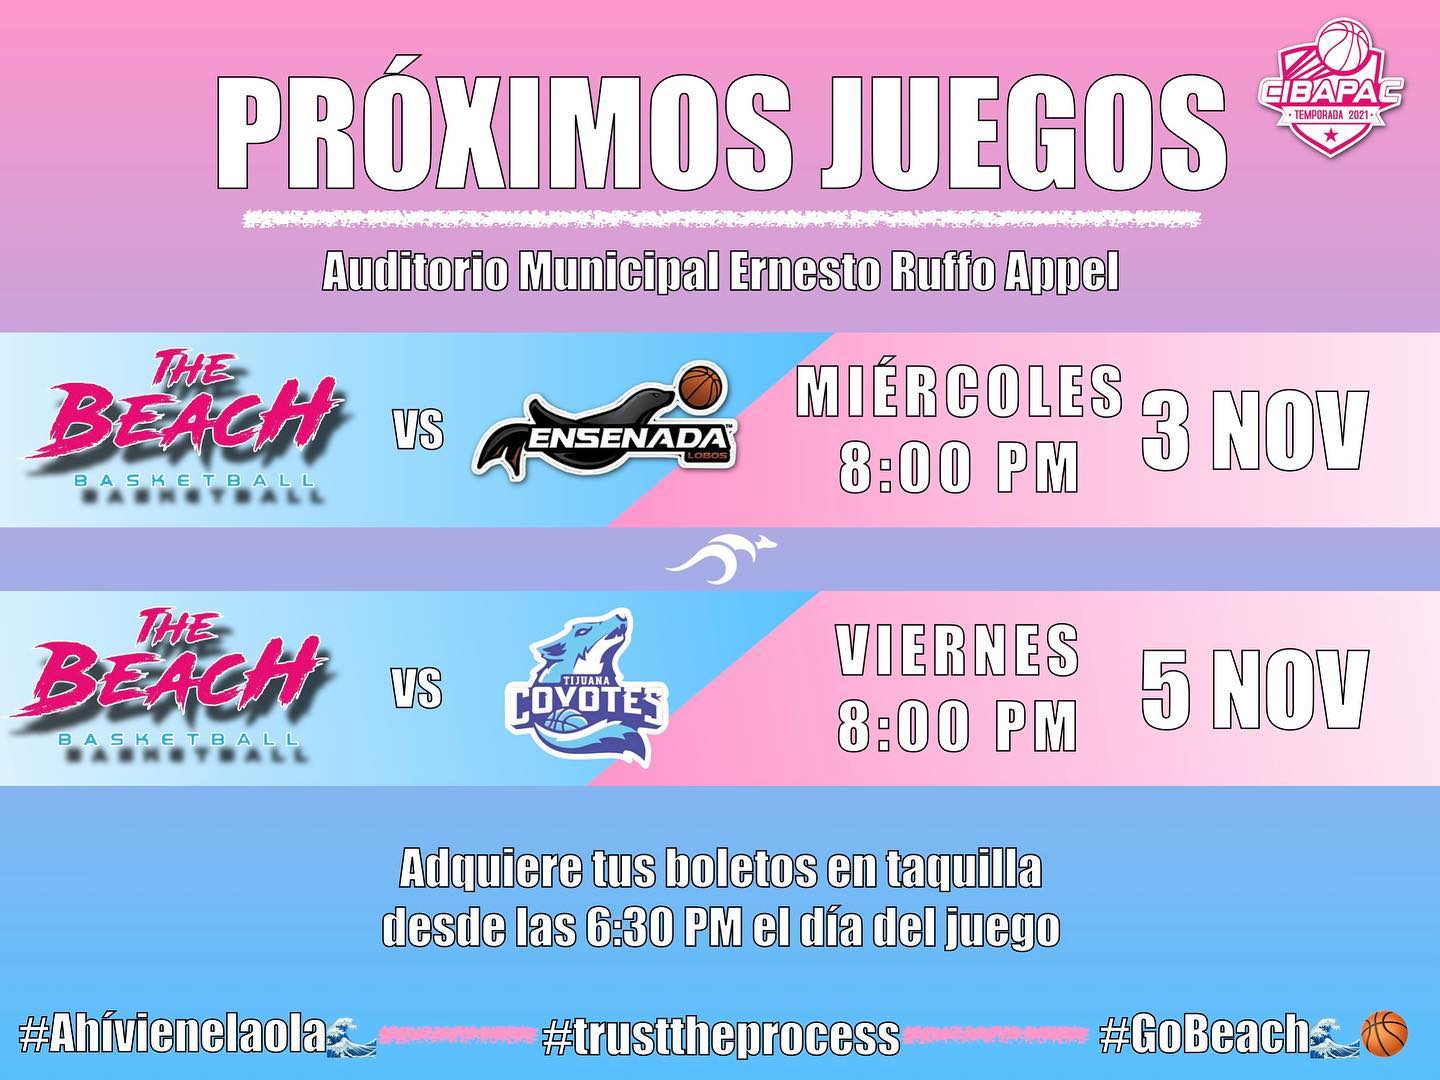 PRÓXIMOS JUEGOS
CIBAPAC
TEMPORADA 2021
Auditorio Municipal Ernesto Ruffo Appel
THE
BEACH
BASKETBALL
VS
ENSENADA
LOBOS
MIÉRCOLES
8:00 PM
3 NOV
THE
BEACH
BASKETBALL
VS
TIJUANA
COYOTES
VIERNES
8:00 PM
5 NOV
Adquiere tus boletos en taquilla
desde las 6:30 PM el día del juego
#Ahívienelaola🌊 #trusttheprocess #GoBeach🌊🏀